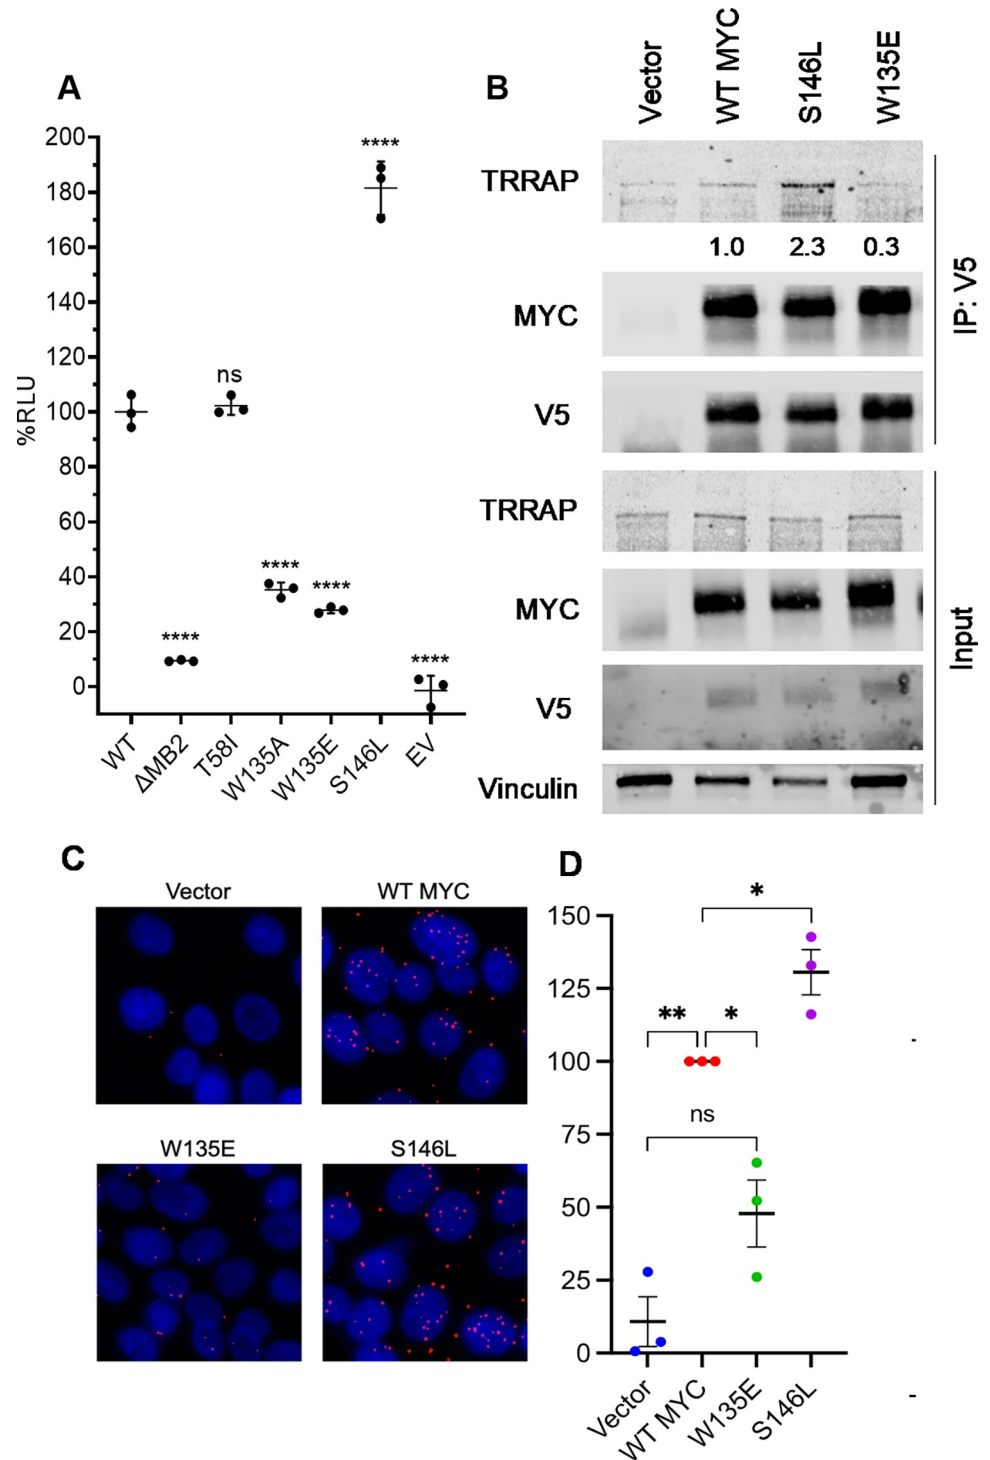 A
200
180
160
140
120
100
80
60
40
20
0
%RLU
****
ns
****
****
****
****
WT
ΔMB2
T58I
W135A
W135E
S146L
EV
B
Vector
WT MYC
S146L
W135E
TRRAP
1.0 2.3 0.3
MYC
V5
IP: V5
TRRAP
MYC
V5
Vinculin
Input
C
Vector
WT MYC
W135E
S146L
D
150
125
100
75
50
25
0
*
**
*
ns
Vector
WT MYC
W135E
S146L